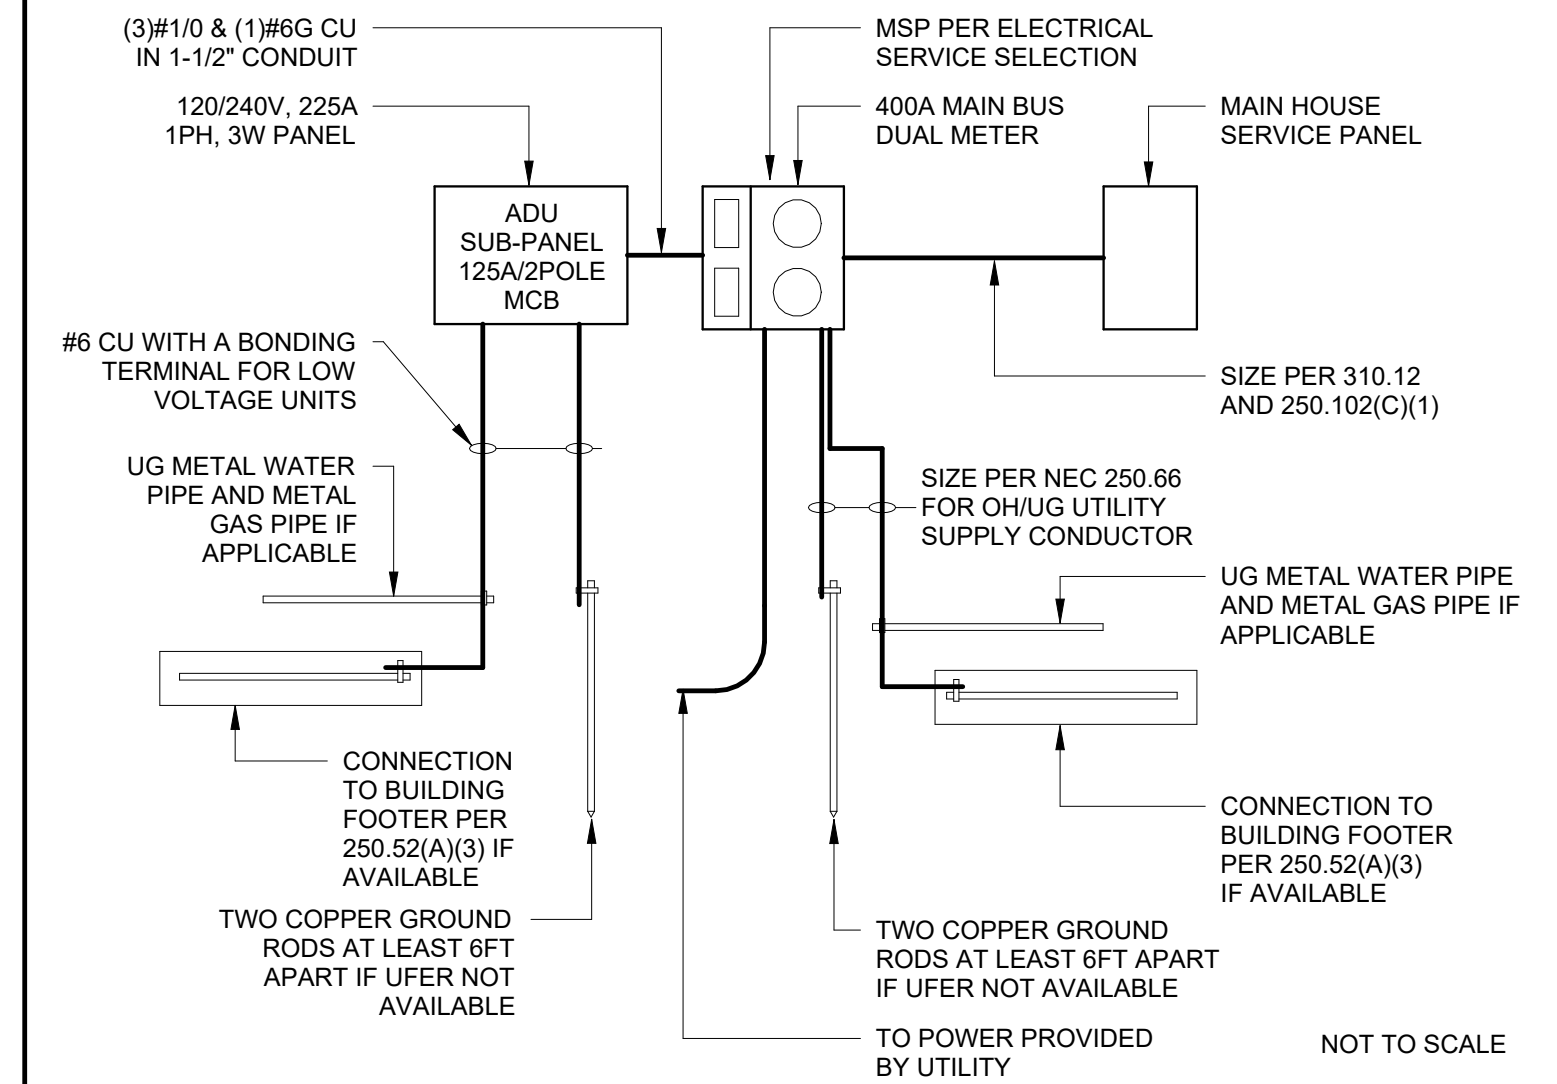 (3)#1/0 & (1)#6G CU
IN 1-1/2" CONDUIT
120/240V, 225A
1PH, 3W PANEL
MSP PER ELECTRICAL
SERVICE SELECTION
400A MAIN BUS
DUAL METER
MAIN HOUSE
SERVICE PANEL
ADU
SUB-PANEL
125A/2POLE
MCB
#6 CU WITH A BONDING
TERMINAL FOR LOW
VOLTAGE UNITS
SIZE PER 310.12
AND 250.102(C)(1)
UG METAL WATER
PIPE AND METAL
GAS PIPE IF
APPLICABLE
SIZE PER NEC 250.66
FOR OH/UG UTILITY
SUPPLY CONDUCTOR
UG METAL WATER PIPE
AND METAL GAS PIPE IF
APPLICABLE
CONNECTION
TO BUILDING
FOOTER PER
250.52(A)(3) IF
AVAILABLE
CONNECTION TO
BUILDING FOOTER
PER 250.52(A)(3)
IF AVAILABLE
TWO COPPER GROUND
RODS AT LEAST 6FT
APART IF UFER NOT
AVAILABLE
TWO COPPER GROUND
RODS AT LEAST 6FT APART
IF UFER NOT AVAILABLE
TO POWER PROVIDED
BY UTILITY
NOT TO SCALE